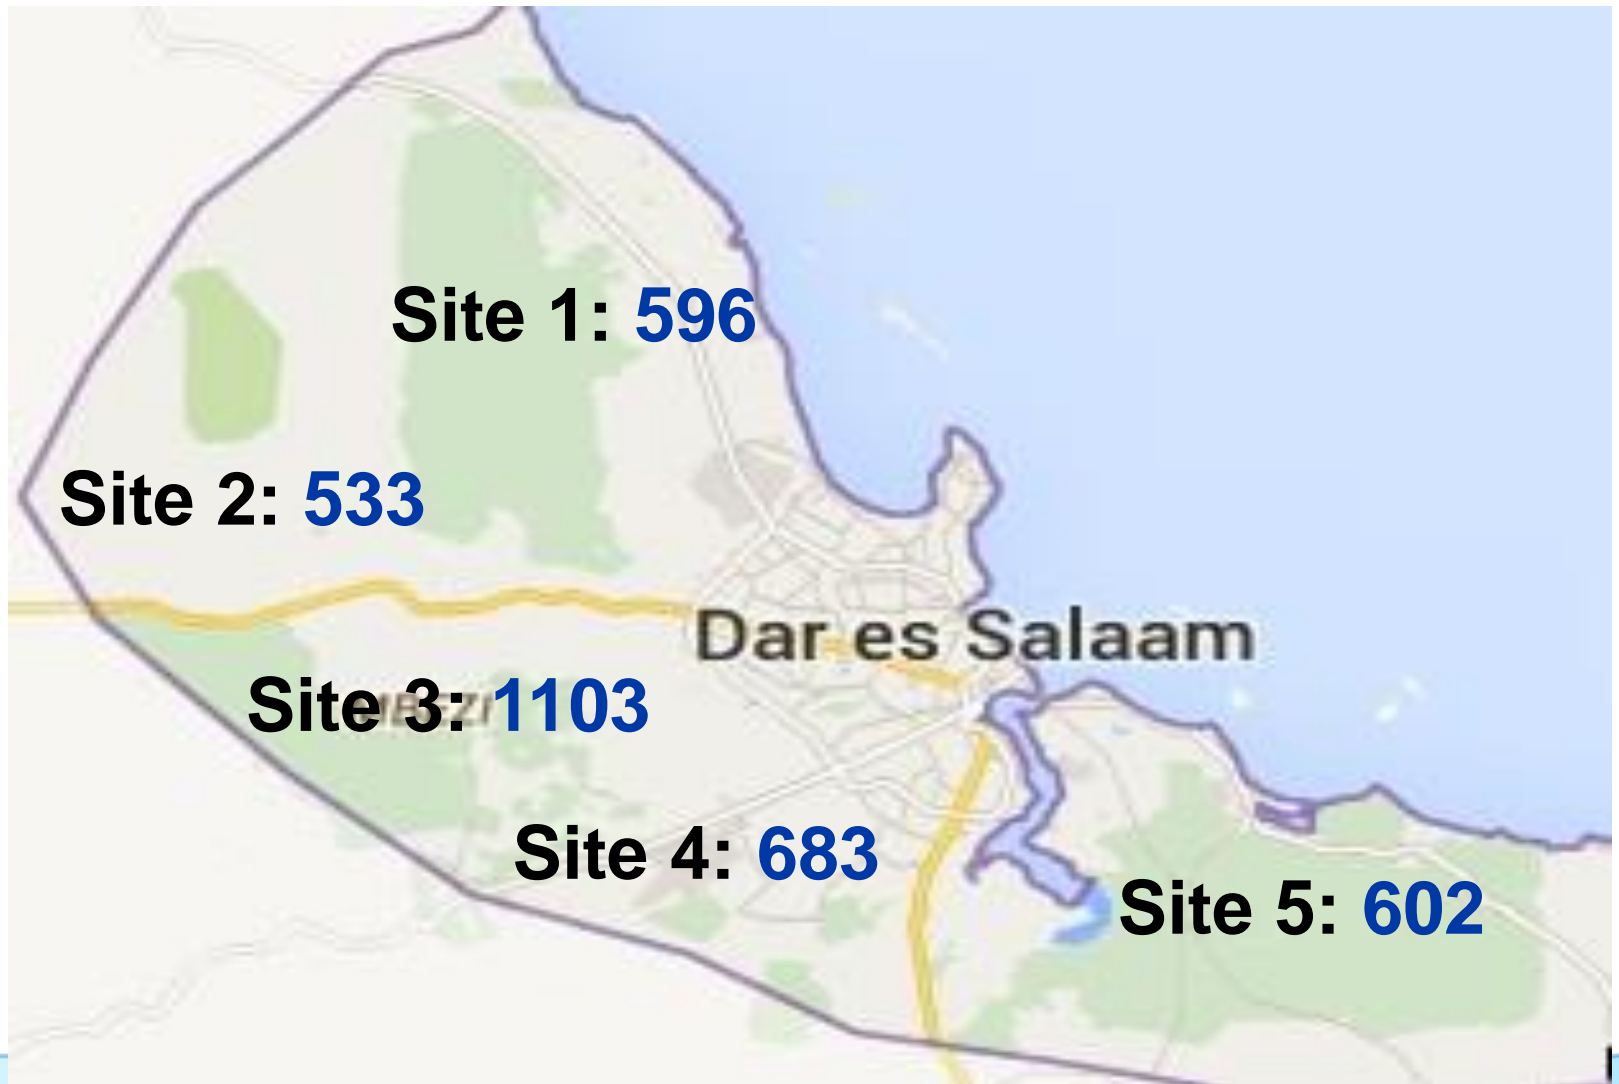 Site 1: 596
Site 2: 533
Dar es Salaam
Site 3: 1103
Site 4: 683
Site 5: 602